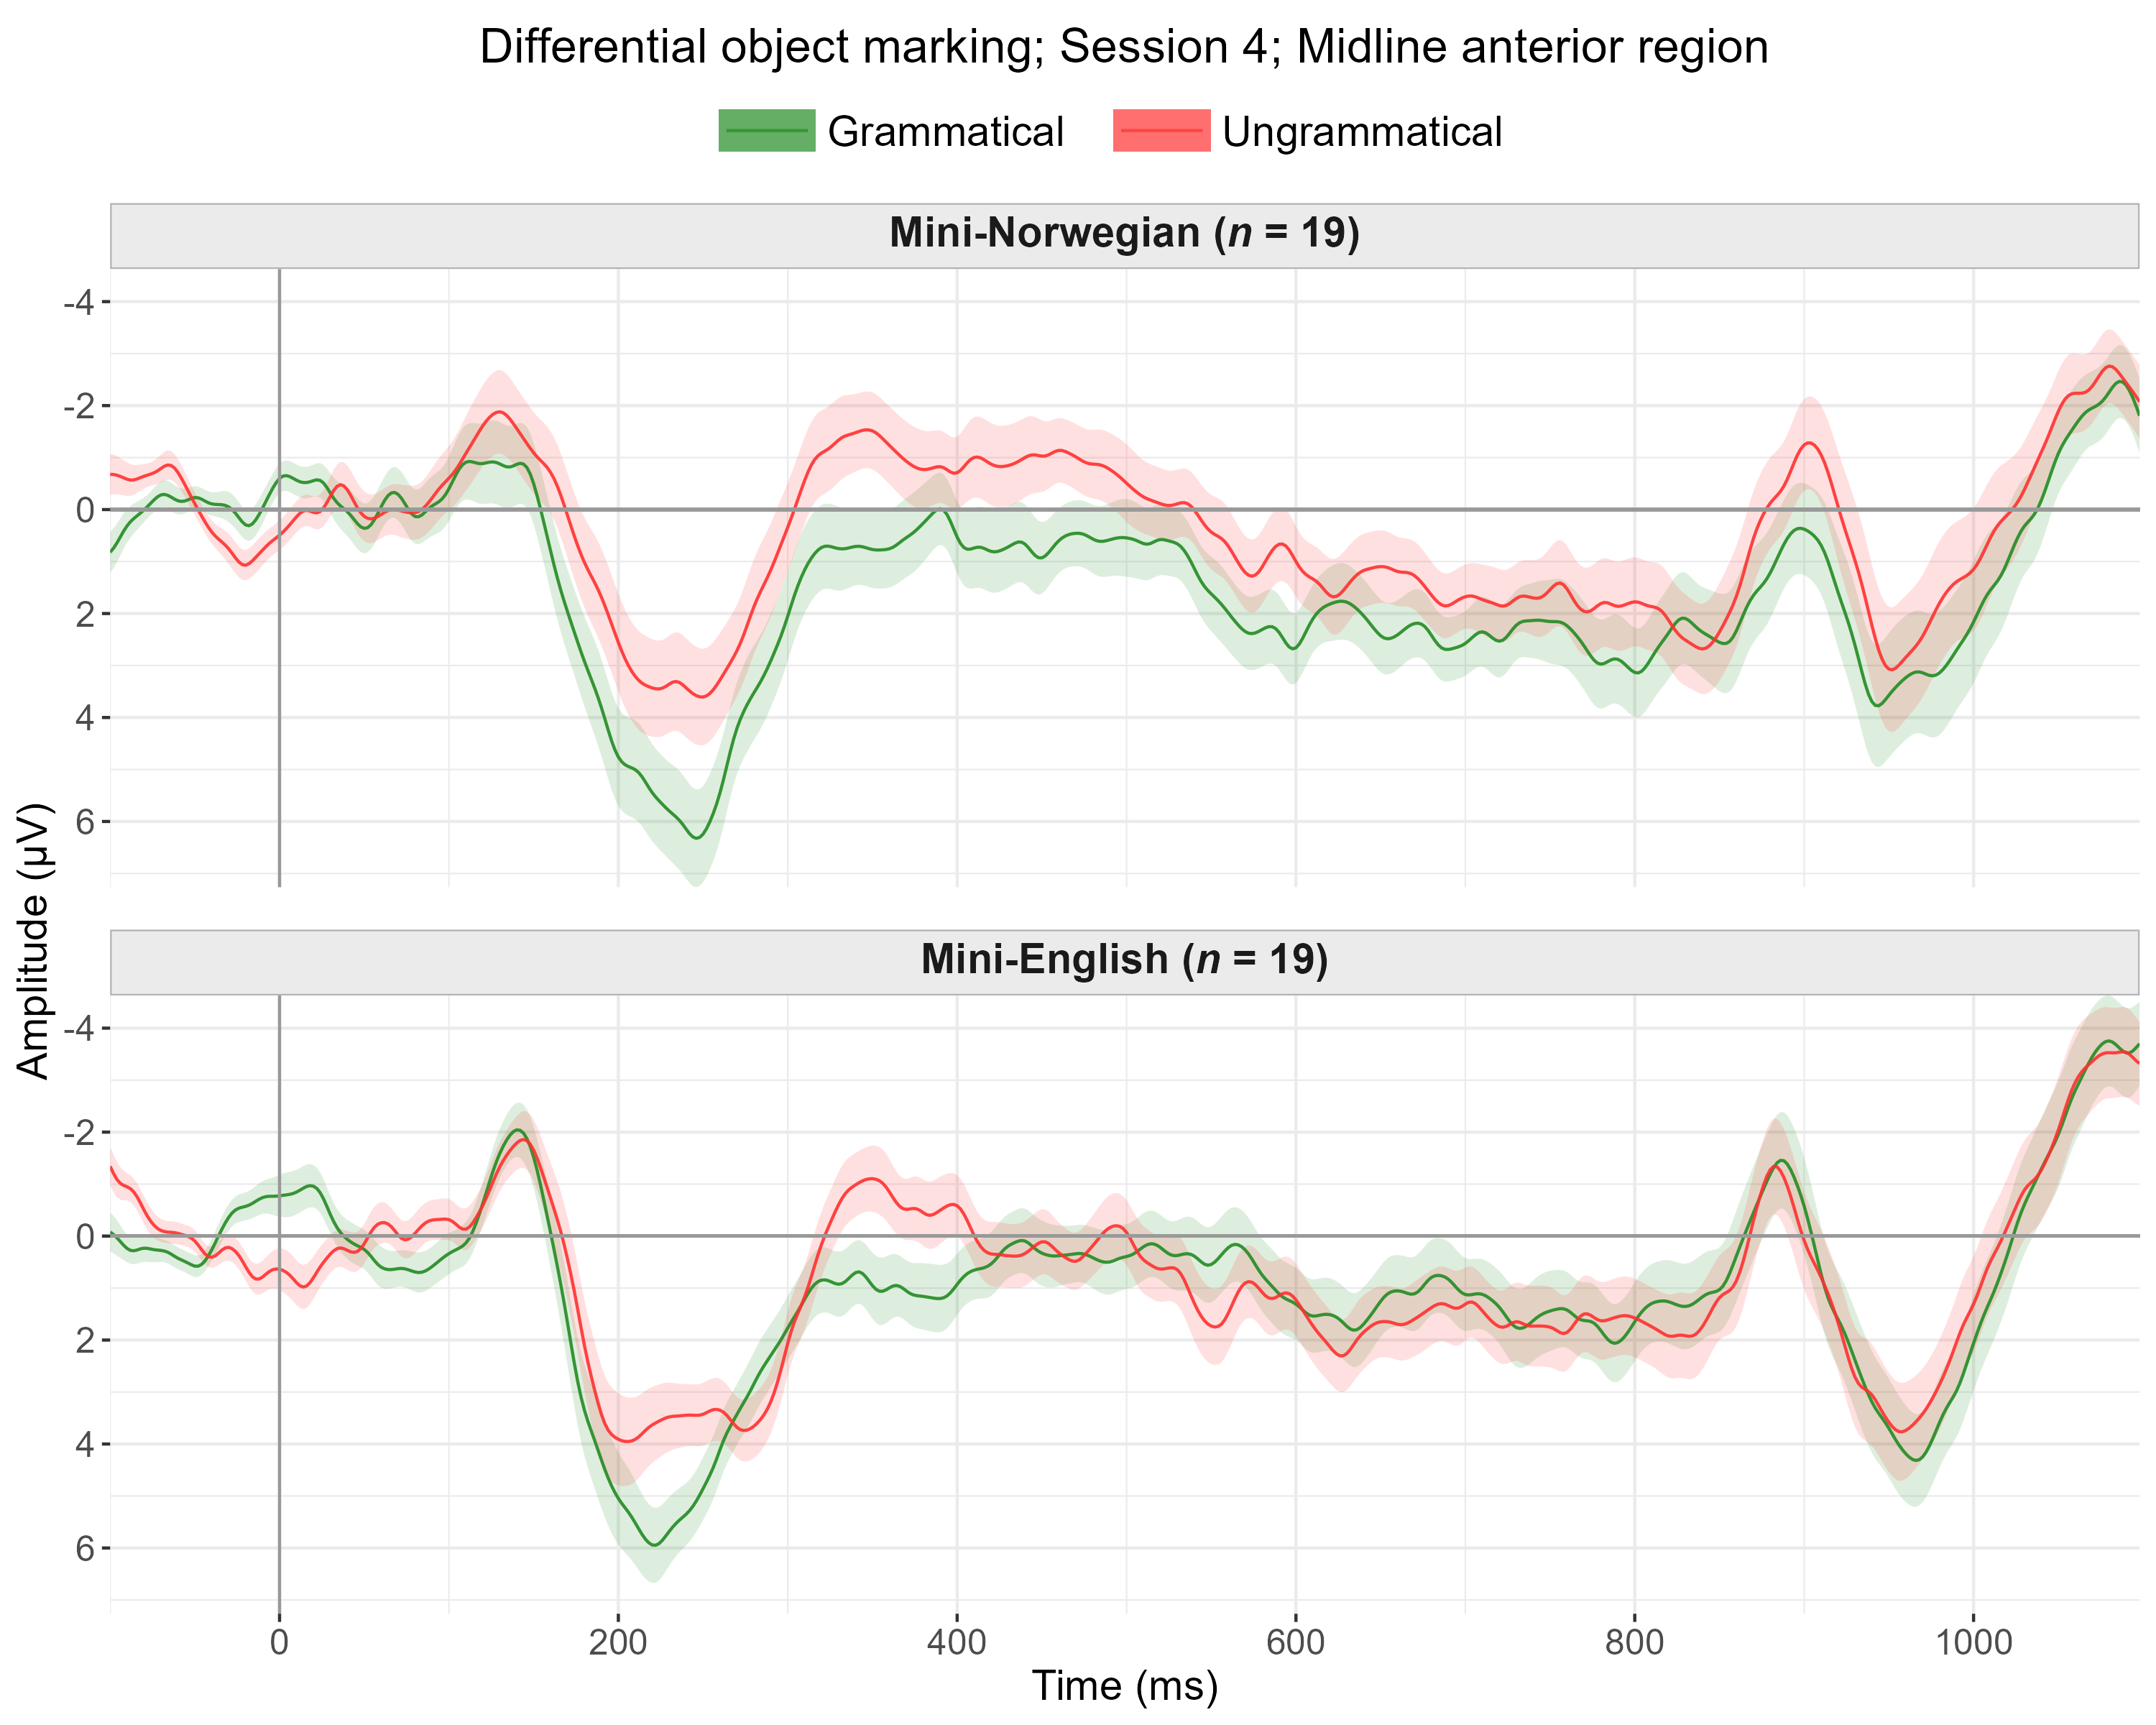 Differential object marking; Session 4; Midline anterior region
Grammatical
Ungrammatical
Mini-Norwegian (n = 19)
-4
-2
0
2
4
6
Amplitude (µV)
Mini-English (n = 19)
-4
-2
0
2
4
6
0
200
400
600
800
1000
Time (ms)